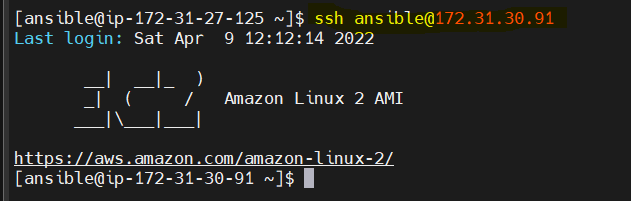 [ansible@ip-172-31-27-125 ~]$ ssh ansible@172.31.30.91
Last login: Sat Apr  9 12:12:14 2022
       __|  __|_  )
       _|  (     /   Amazon Linux 2 AMI
      ___|\___|___|
https://aws.amazon.com/amazon-linux-2/
[ansible@ip-172-31-30-91 ~]$